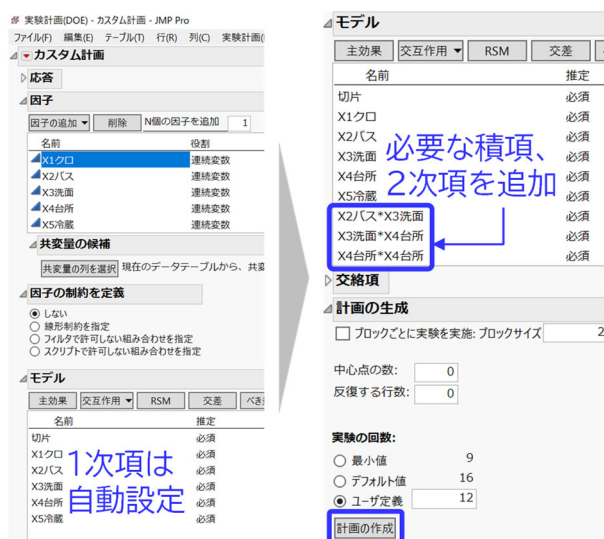 実験計画(DOE) - カスタム計画 - JMP Pro
ファイル(F) 編集(E) テーブル(T) 行(R) 列(C) 実験計画(
カスタム計画
応答
因子
因子の追加 削除 N個の因子を追加 1
名前 役割
X1クロ 連続変数
X2バス 連続変数
X3洗面 連続変数
X4台所 連続変数
X5冷蔵 連続変数
共変量の候補
共変量の列を選択 現在のデータテーブルから、共変
因子の制約を定義
しない
線形制約を指定
フィルタで許可しない組み合わせを指定
スクリプトで許可しない組み合わせを指定
モデル
主効果 交互作用 RSM 交差 べき
名前 推定
切片 必須
X1クロ 必須
X2バス 必須
X3洗面 必須
X4台所 必須
X5冷蔵 必須
1次項は
自動設定
モデル
主効果 交互作用 RSM 交差
名前 推定
切片 必須
X1クロ 必須
X2バス 必須
X3洗面 必須
X4台所 必須
X5冷蔵 必須
X2バス*X3洗面 必須
X3洗面*X4台所 必須
X4台所*X4台所 必須
必要な積項、
2次項を追加
交絡項
計画の生成
ブロックごとに実験を実施: ブロックサイズ 2
中心点の数: 0
反復する行数: 0
実験の回数:
最小値 9
デフォルト値 16
ユーザ定義 12
計画の作成